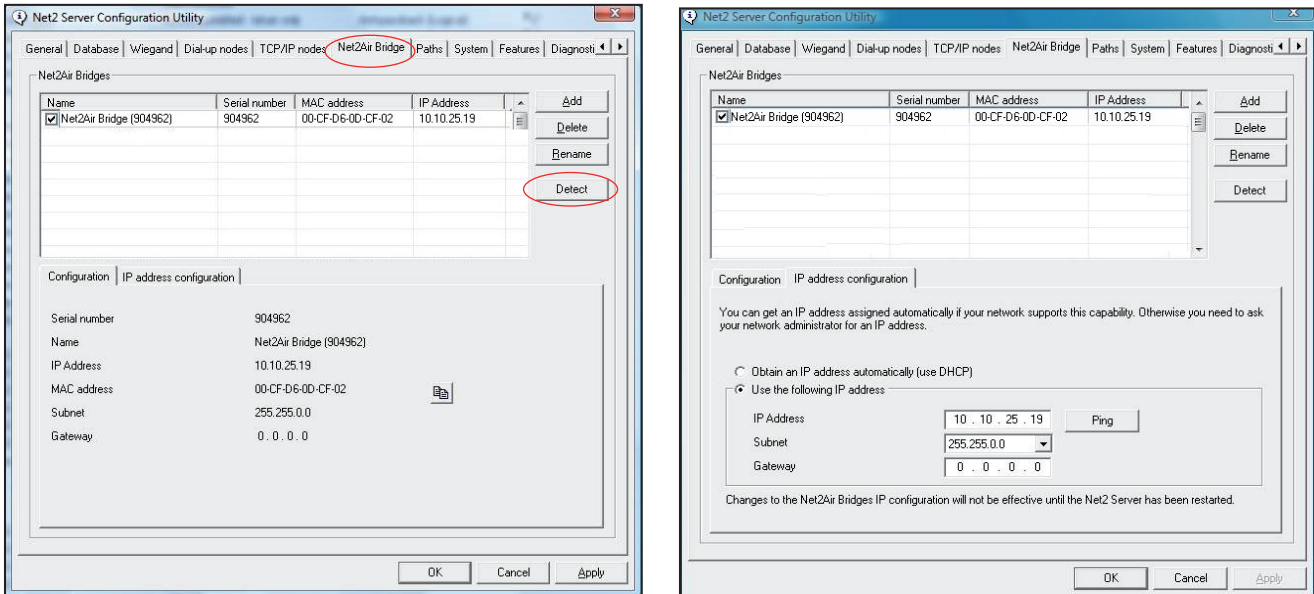 Net2 Server Configuration Utility
General Database Wiegand Dial-up nodes TCP/IP nodes Net2Air Bridge Paths System Features Diagnosti
Net2Air Bridges
Name Serial number MAC address IP Address
Net2Air Bridge (904962) 904962 00-CF-D6-0D-CF-02 10.10.25.19
Add
Delete
Rename
Detect
Configuration IP address configuration
Serial number 904962
Name Net2Air Bridge (904962)
IP Address 10.10.25.19
MAC address 00-CF-D6-0D-CF-02
Subnet 255.255.0.0
Gateway 0 . 0 . 0 . 0
OK Cancel Apply
Net2 Server Configuration Utility
General Database Wiegand Dial-up nodes TCP/IP nodes Net2Air Bridge Paths System Features Diagnosti
Net2Air Bridges
Name Serial number MAC address IP Address
Net2Air Bridge (904962) 904962 00-CF-D6-0D-CF-02 10.10.25.19
Add
Delete
Rename
Detect
Configuration IP address configuration
You can get an IP address assigned automatically if your network supports this capability. Otherwise you need to ask
your network administrator for an IP address.
Obtain an IP address automatically (use DHCP)
Use the following IP address
IP Address 10 . 10 . 25 . 19 Ping
Subnet 255.255.0.0
Gateway 0 . 0 . 0 . 0
Changes to the Net2Air Bridges IP configuration will not be effective until the Net2 Server has been restarted.
OK Cancel Apply